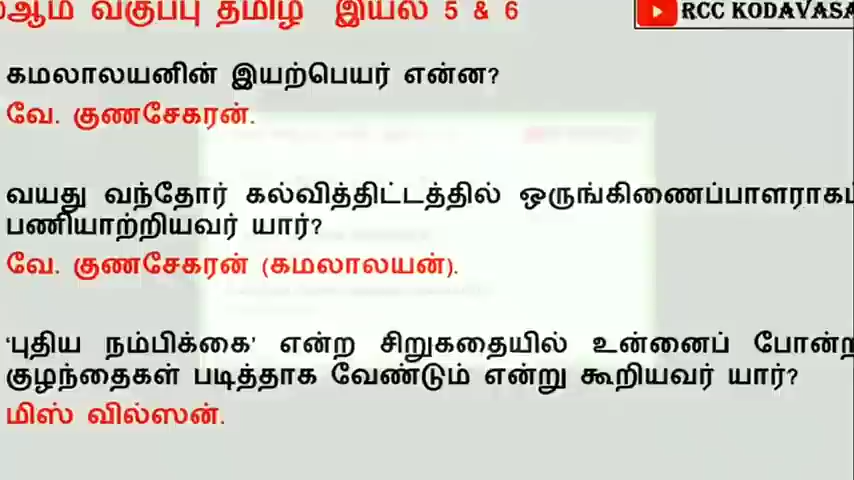 ஆம் வகுப்பு தமிழ் இயல் 5 & 6
RCC KODAVASA
கமலாலயனின் இயற்பெயர் என்ன?
வே. குணசேகரன்.
வயது வந்தோர் கல்வித்திட்டத்தில் ஒருங்கிணைப்பாளராகப்
பணியாற்றியவர் யார்?
வே. குணசேகரன் (கமலாலயன்).
‘புதிய நம்பிக்கை’ என்ற சிறுகதையில் உன்னைப் போன்ற
குழந்தைகள் படித்தாக வேண்டும் என்று கூறியவர் யார்?
மிஸ் வில்ஸன்.